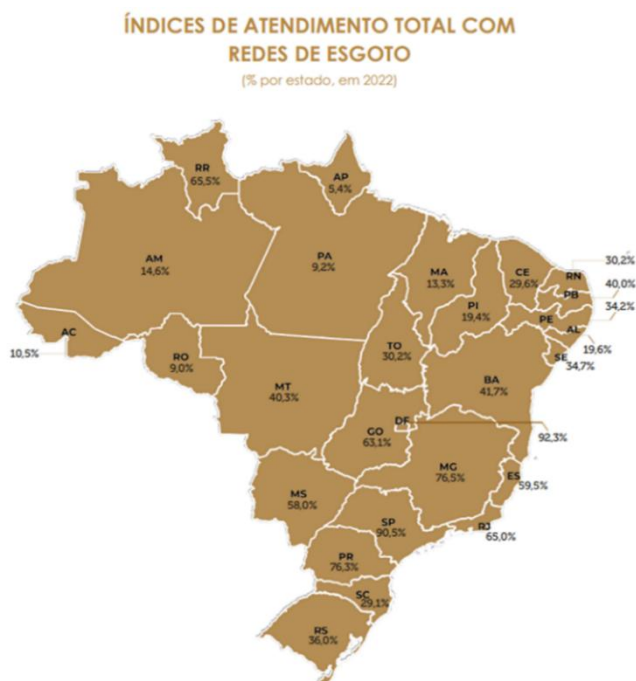 ÍNDICES DE ATENDIMENTO TOTAL COM
REDES DE ESGOTO
(% por estado, em 2022)
RR
65,5%
AP
5,4%
AM
14,6%
PA
9,2%
MA
13,3%
CE
29,6%
RN
30,2%
PB
40,0%
PI
19,4%
PE
34,2%
AL
19,6%
SE
34,7%
AC
10,5%
RO
9,0%
TO
30,2%
MT
40,3%
BA
41,7%
DF
92,3%
GO
63,1%
MG
76,5%
ES
59,5%
MS
58,0%
SP
90,5%
RJ
65,0%
PR
76,3%
SC
29,1%
RS
36,0%